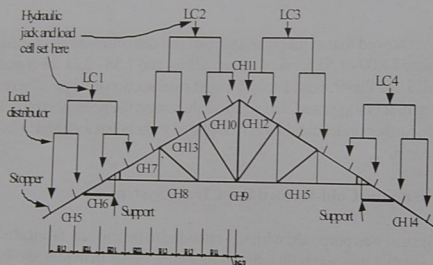 Hydraulic
jack and load
cell set here
LC2
LC3
LC1
CH11
LC4
Load
distributor
CH10
CH12
CH13
CH7
Stopper
CH8
CH9
CH15
CH6
CH5
Support
Support
CH14